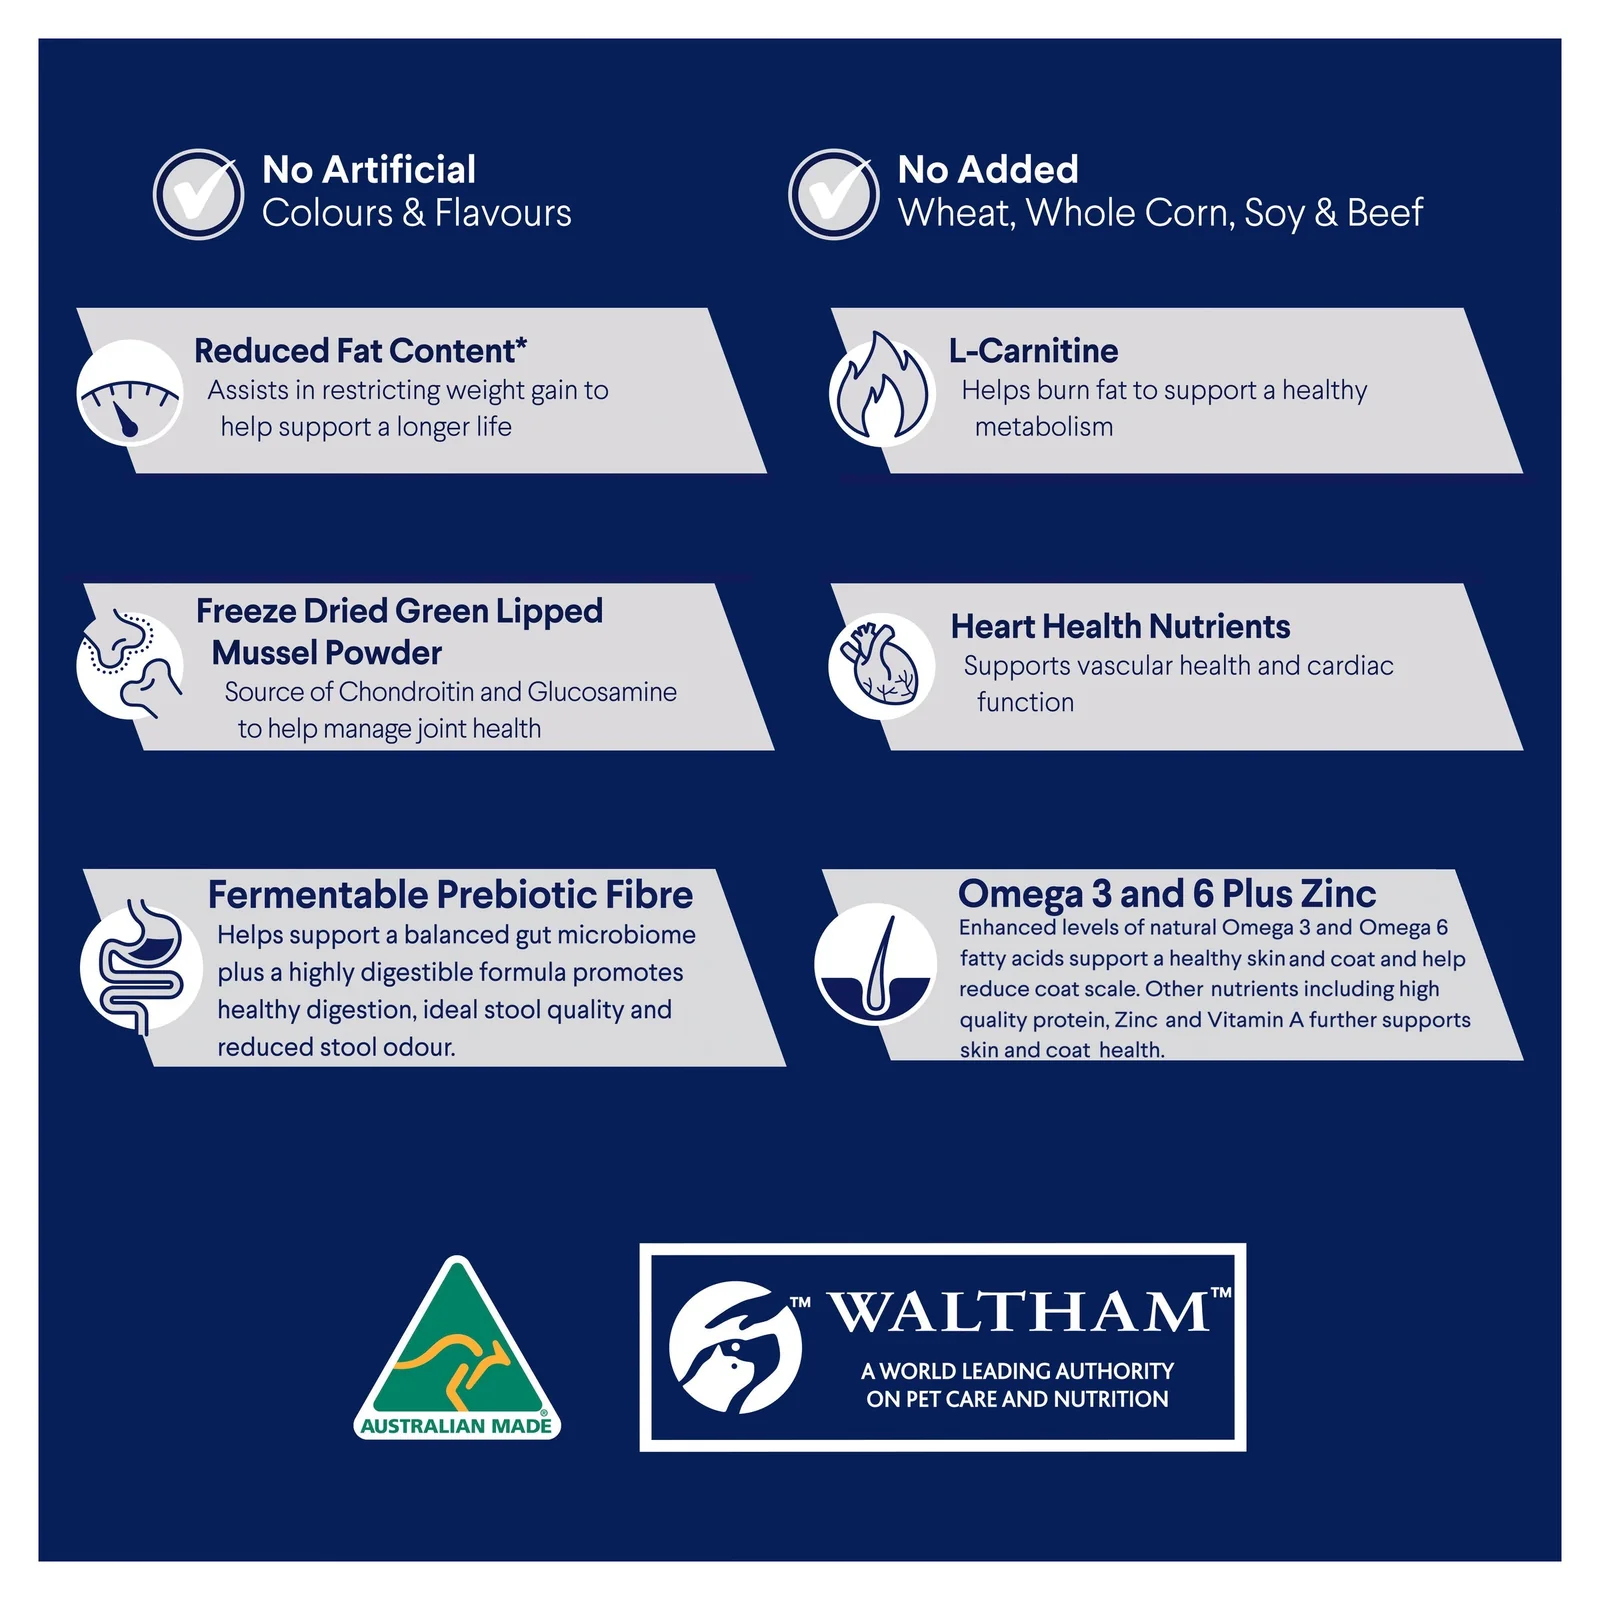 No Artificial
Colours & Flavours
No Added
Wheat, Whole Corn, Soy & Beef
Reduced Fat Content*
Assists in restricting weight gain to
help support a longer life
L-Carnitine
Helps burn fat to support a healthy
metabolism
Freeze Dried Green Lipped
Mussel Powder
Source of Chondroitin and Glucosamine
to help manage joint health
Heart Health Nutrients
Supports vascular health and cardiac
function
Fermentable Prebiotic Fibre
Helps support a balanced gut microbiome
plus a highly digestible formula promotes
healthy digestion, ideal stool quality and
reduced stool odour.
Omega 3 and 6 Plus Zinc
Enhanced levels of natural Omega 3 and Omega 6
fatty acids support a healthy skin and coat and help
reduce coat scale. Other nutrients including high
quality protein, Zinc and Vitamin A further supports
skin and coat health.
AUSTRALIAN MADE®
™ WALTHAM™
A WORLD LEADING AUTHORITY
ON PET CARE AND NUTRITION